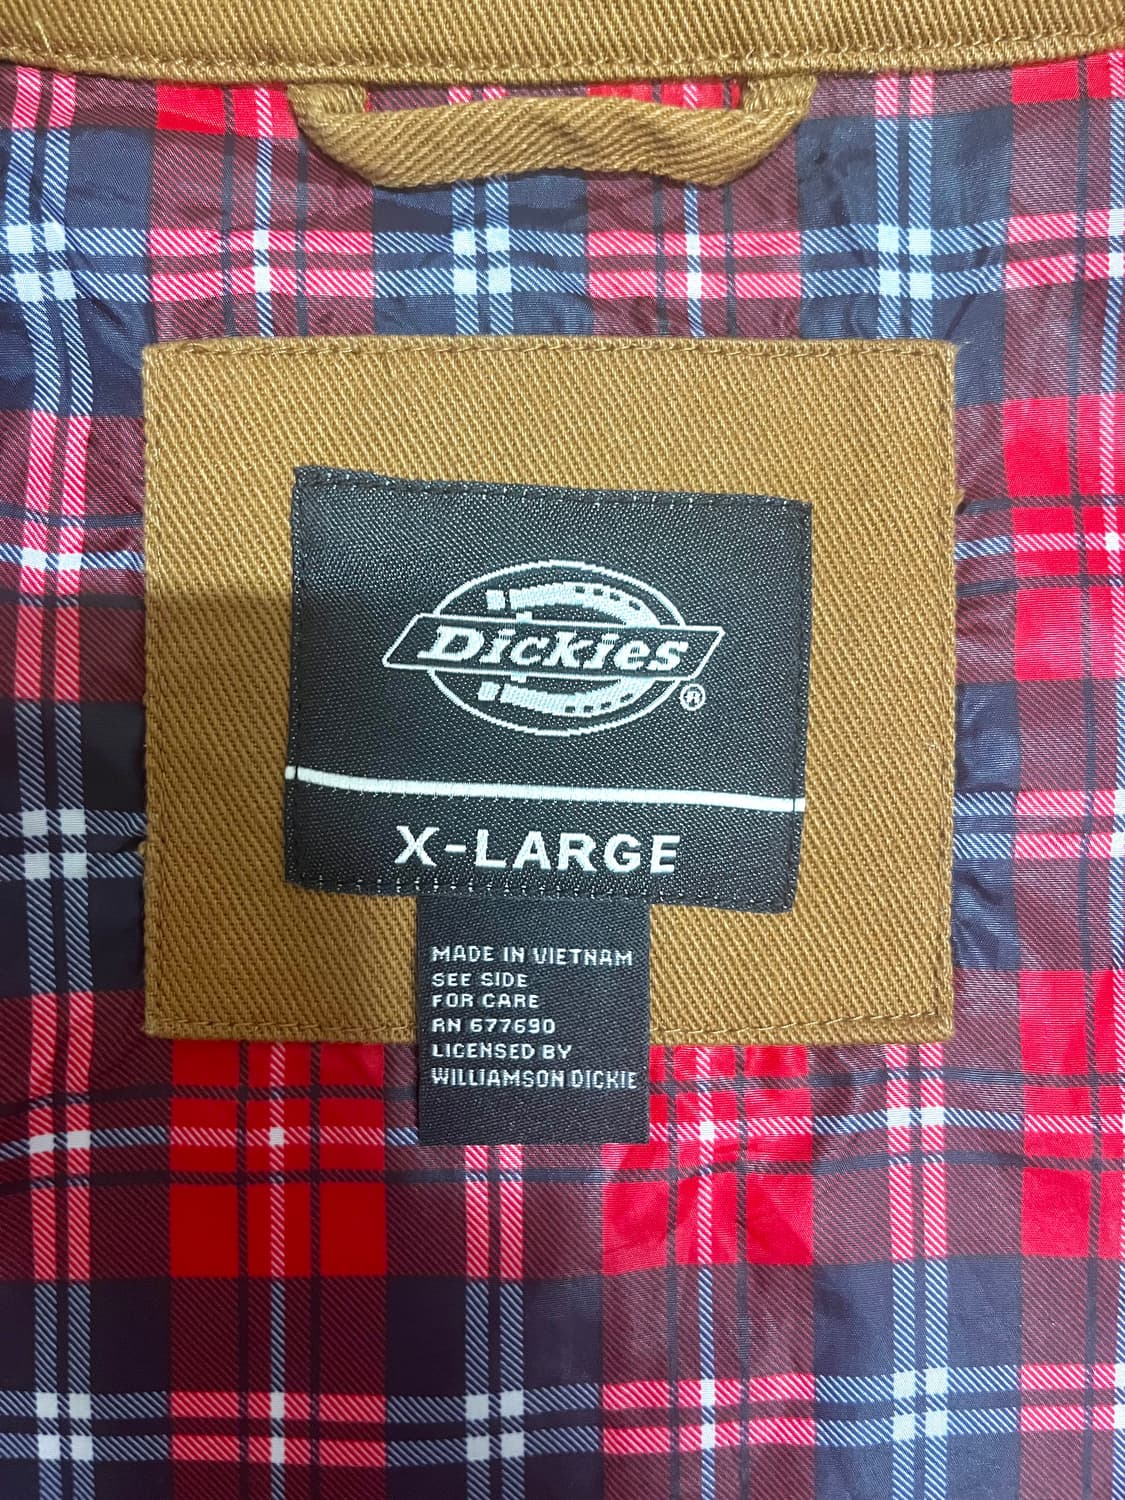 Dickies
®
X-LARGE
MADE IN VIETNAM
SEE SIDE
FOR CARE
RN 677690
LICENSED BY
WILLIAMSON DICKIE